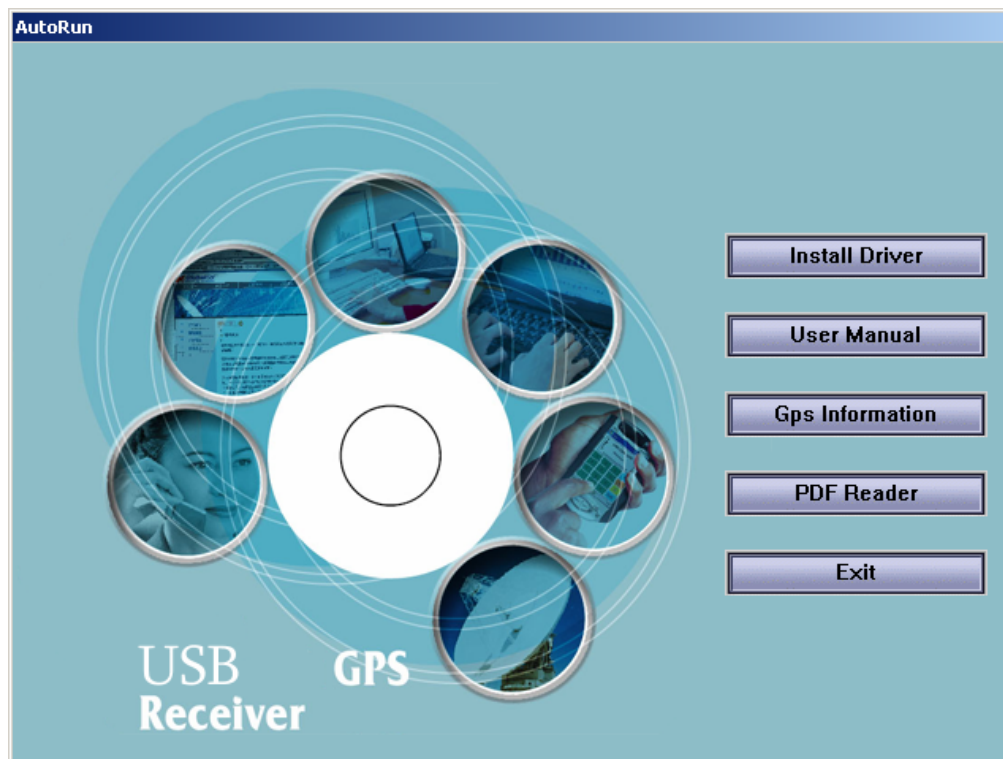 AutoRun
Install Driver
User Manual
Gps Information
PDF Reader
Exit
USB GPS
Receiver